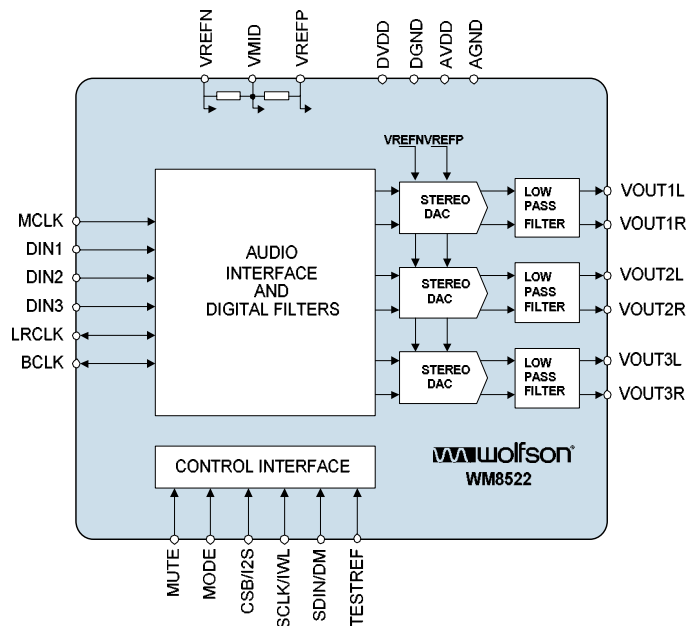 VREFN
VMID
VREFP
DVDD
DGND
AVDD
AGND
VREFNVREFP
MCLK
DIN1
DIN2
DIN3
LRCLK
BCLK
AUDIO
INTERFACE
AND
DIGITAL FILTERS
STEREO
DAC
LOW
PASS
FILTER
VOUT1L
VOUT1R
STEREO
DAC
LOW
PASS
FILTER
VOUT2L
VOUT2R
STEREO
DAC
LOW
PASS
FILTER
VOUT3L
VOUT3R
CONTROL INTERFACE
wolfson®
WM8522
MUTE
MODE
CSB/I2S
SCLK/IWL
SDIN/DM
TESTREF